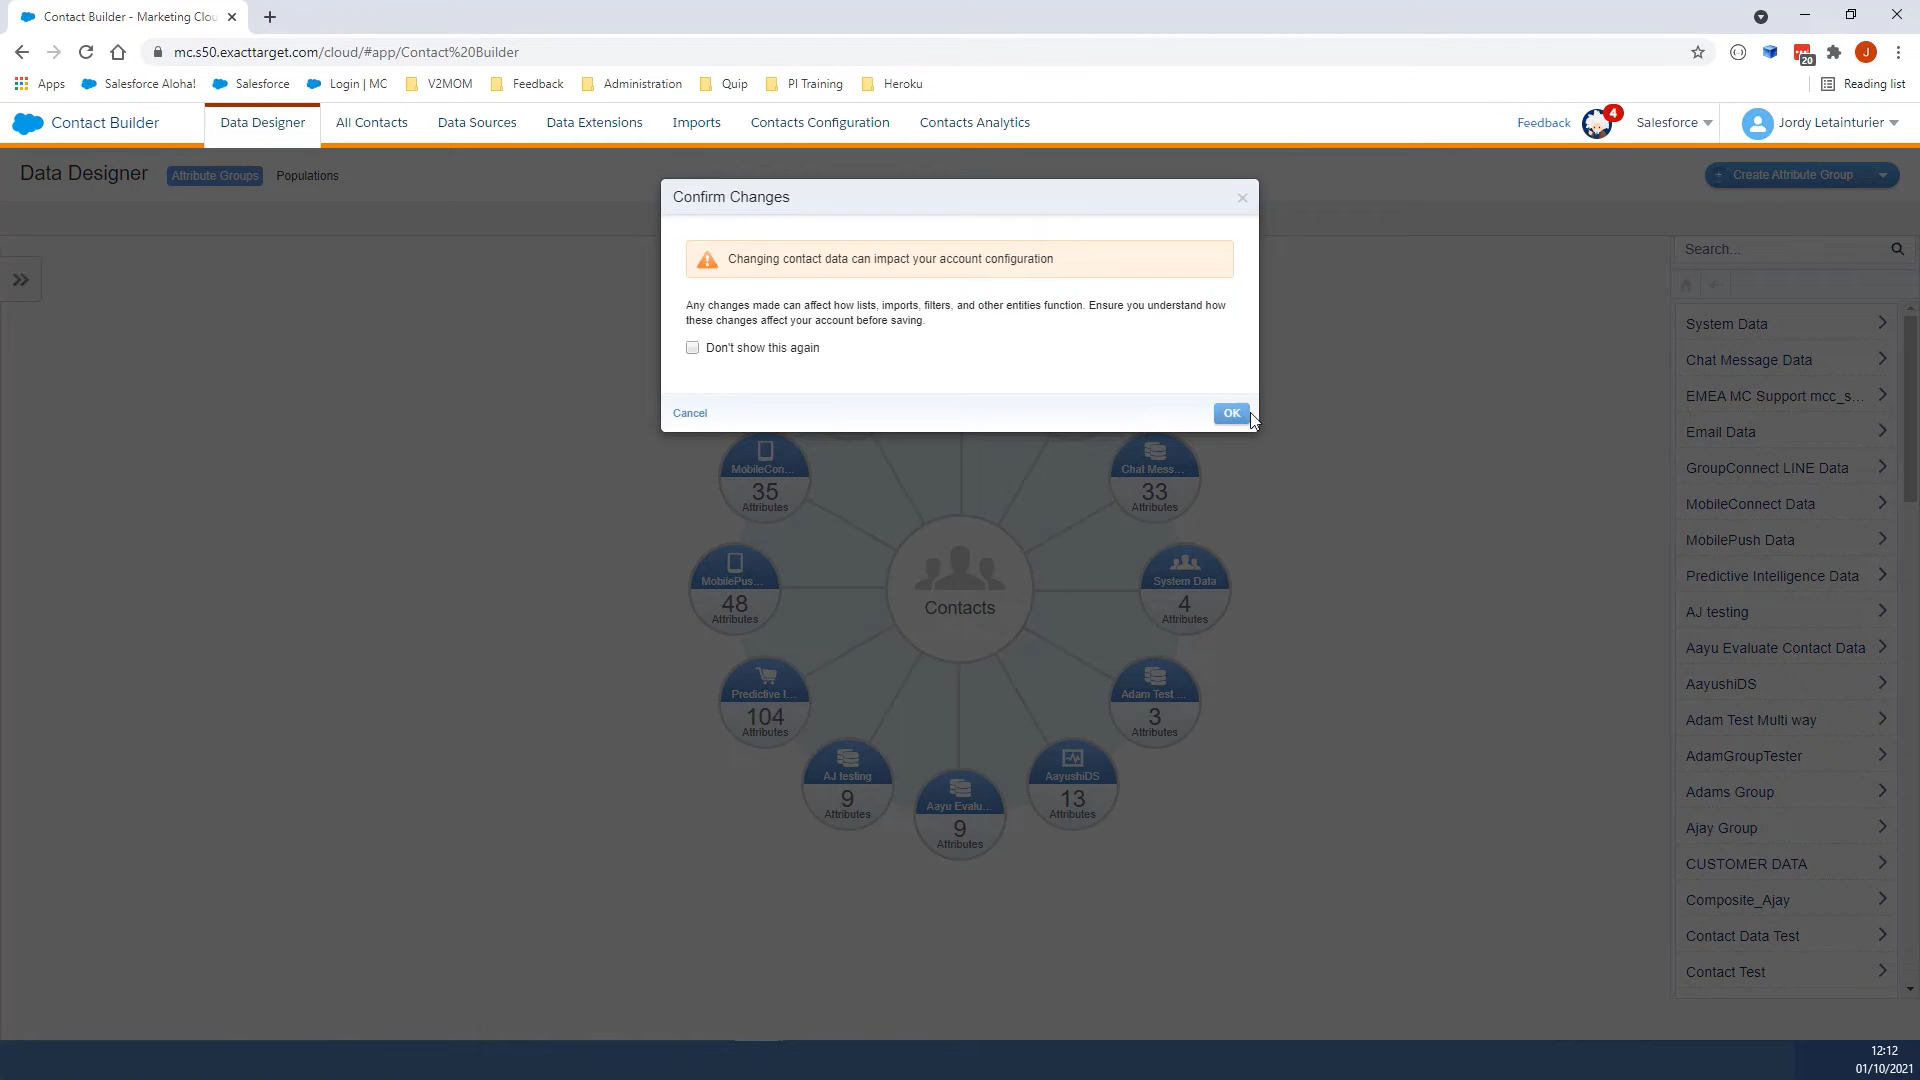 Contact Builder - Marketing Clou
mc.s50.exacttarget.com/cloud/#app/Contact%20Builder
20
J
Apps
Salesforce Aloha!
Salesforce
Login | MC
V2MOM
Feedback
Administration
Quip
PI Training
Heroku
Reading list
Contact Builder
Data Designer
All Contacts
Data Sources
Data Extensions
Imports
Contacts Configuration
Contacts Analytics
Feedback
4
Salesforce
Jordy Letainturier
Data Designer
Attribute Groups
Populations
Create Attribute Group
Confirm Changes
Changing contact data can impact your account configuration
Any changes made can affect how lists, imports, filters, and other entities function. Ensure you understand how
these changes affect your account before saving.
Don't show this again
Cancel
OK
MobileCon...
35
Attributes
Chat Mess...
33
Attributes
MobilePus...
48
Attributes
Contacts
System Data
4
Attributes
Predictive I...
104
Attributes
Adam Test ...
3
Attributes
AJ testing
9
Attributes
Aayu Evalu...
9
Attributes
AayushiDS
13
Attributes
Search...
System Data
Chat Message Data
EMEA MC Support mcc_s...
Email Data
GroupConnect LINE Data
MobileConnect Data
MobilePush Data
Predictive Intelligence Data
AJ testing
Aayu Evaluate Contact Data
AayushiDS
Adam Test Multi way
AdamGroupTester
Adams Group
Ajay Group
CUSTOMER DATA
Composite_Ajay
Contact Data Test
Contact Test
12:12
01/10/2021